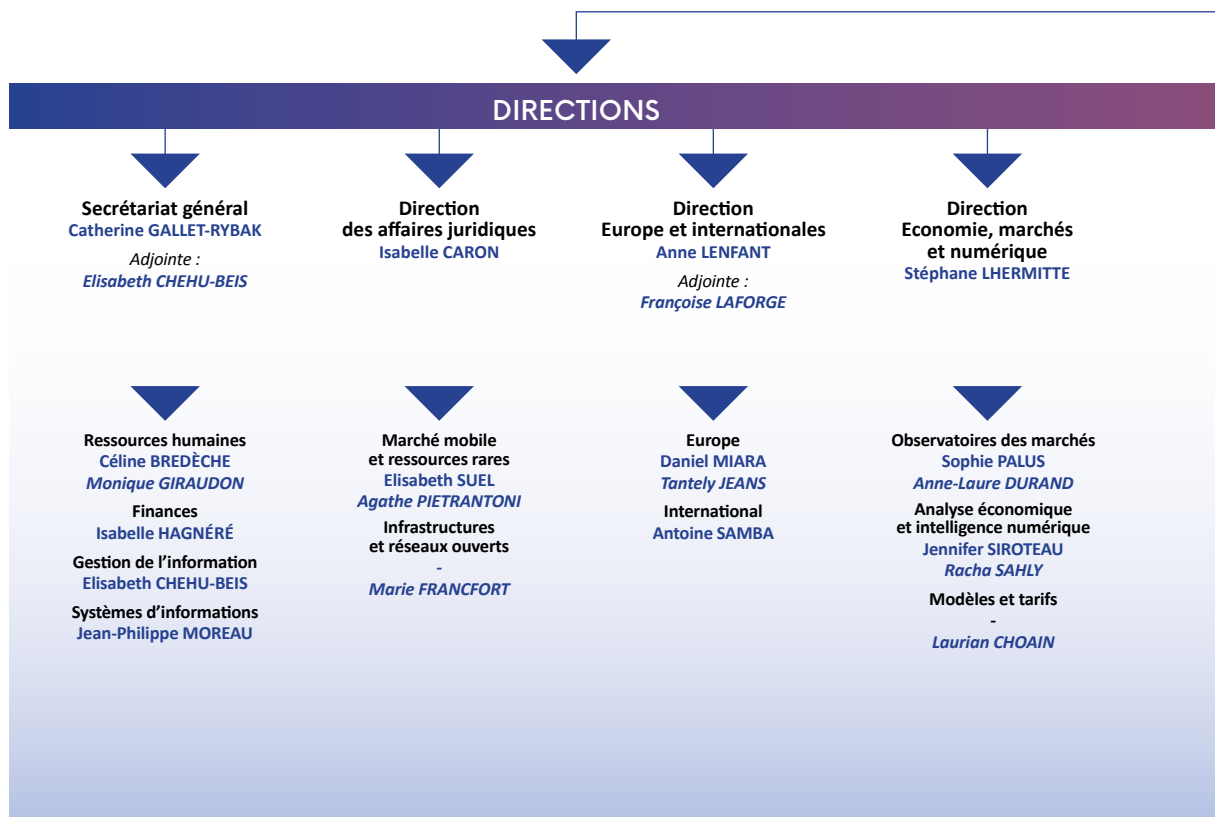 DIRECTIONS
Secrétariat général
Catherine GALLET-RYBAK
Adjointe :
Elisabeth CHEHU-BEIS
Direction
des affaires juridiques
Isabelle CARON
Direction
Europe et internationales
Anne LENFANT
Adjointe :
Françoise LAFORGE
Direction
Economie, marchés
et numérique
Stéphane LHERMITTE
Ressources humaines
Céline BREDÈCHE
Monique GIRAUDON
Finances
Isabelle HAGNÉRÉ
Gestion de l’information
Elisabeth CHEHU-BEIS
Systèmes d’informations
Jean-Philippe MOREAU
Marché mobile
et ressources rares
Elisabeth SUEL
Agathe PIETRANTONI
Infrastructures
et réseaux ouverts
-
Marie FRANCFORT
Europe
Daniel MIARA
Tantely JEANS
International
Antoine SAMBA
Observatoires des marchés
Sophie PALUS
Anne-Laure DURAND
Analyse économique
et intelligence numérique
Jennifer SIROTEAU
Racha SAHLY
Modèles et tarifs
-
Laurian CHOAIN